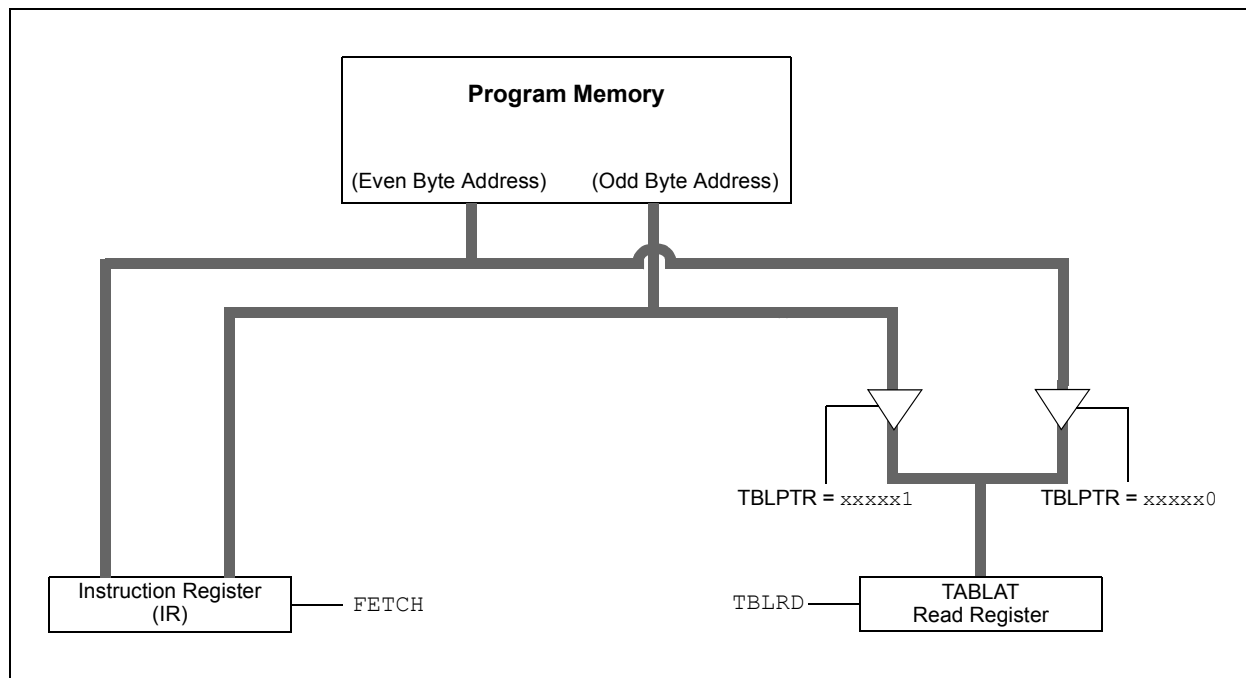 Program Memory
(Even Byte Address) (Odd Byte Address)
TBLPTR = xxxxx1
TBLPTR = xxxxx0
Instruction Register
(IR)
FETCH
TBLRD
TABLAT
Read Register